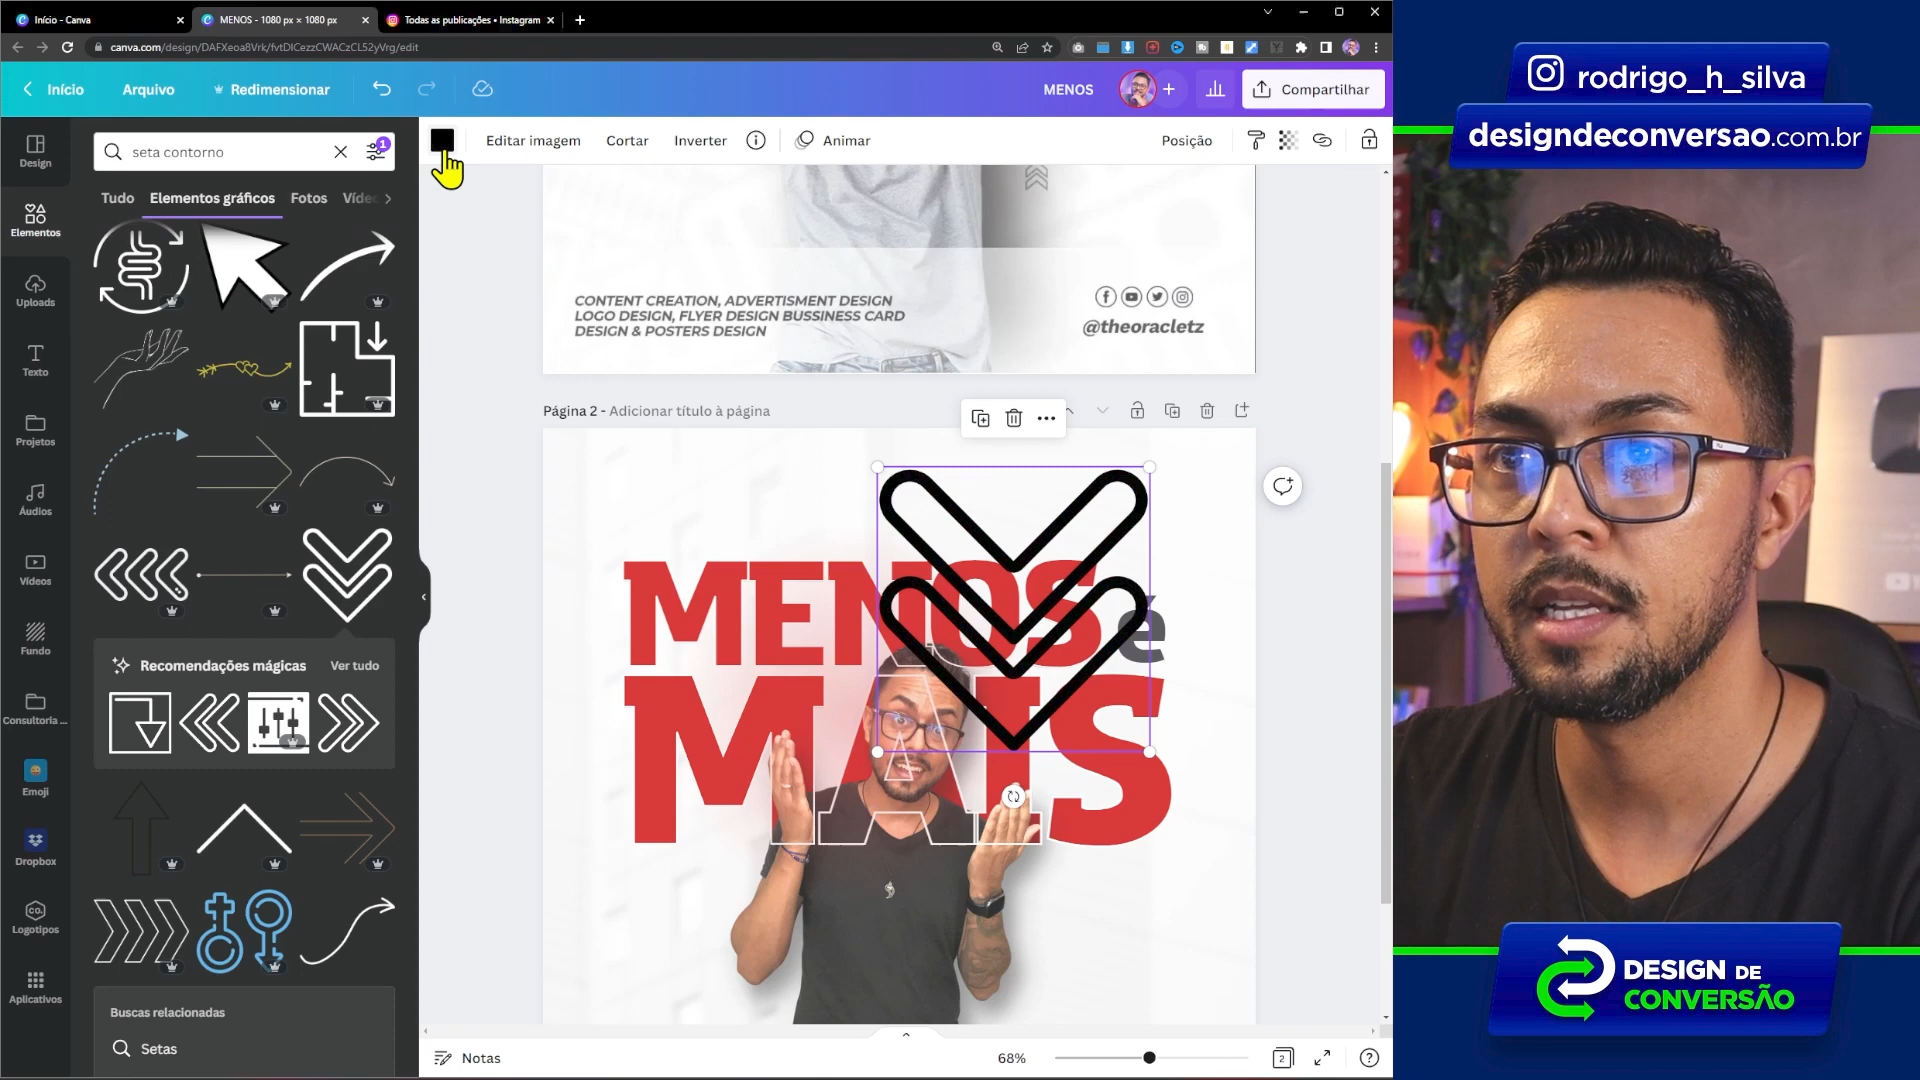 Início - Canva
MENOS - 1080 px × 1080 px
Todas as publicações • Instagram
canva.com/design/DAFXeoa8Vrk/fvtDICezzCWACzCL52yVrg/edit
Início
Arquivo
Redimensionar
MENOS
Compartilhar
seta contorno
1
Editar imagem
Cortar
Inverter
Animar
Posição
Design
Elementos
Uploads
Texto
Projetos
Áudios
Vídeos
Fundo
Consultoria ...
Emoji
Dropbox
Logotipos
Aplicativos
Tudo
Elementos gráficos
Fotos
Recomendações mágicas
Ver tudo
Buscas relacionadas
Setas
CONTENT CREATION, ADVERTISMENT DESIGN
LOGO DESIGN, FLYER DESIGN BUSSINESS CARD
DESIGN & POSTERS DESIGN
@theoracletz
Página 2 - Adicionar título à página
MENOS é
MAIS
A
Notas
68%
2
rodrigo_h_silva
designdeconversao.com.br
DESIGN DE
CONVERSÃO